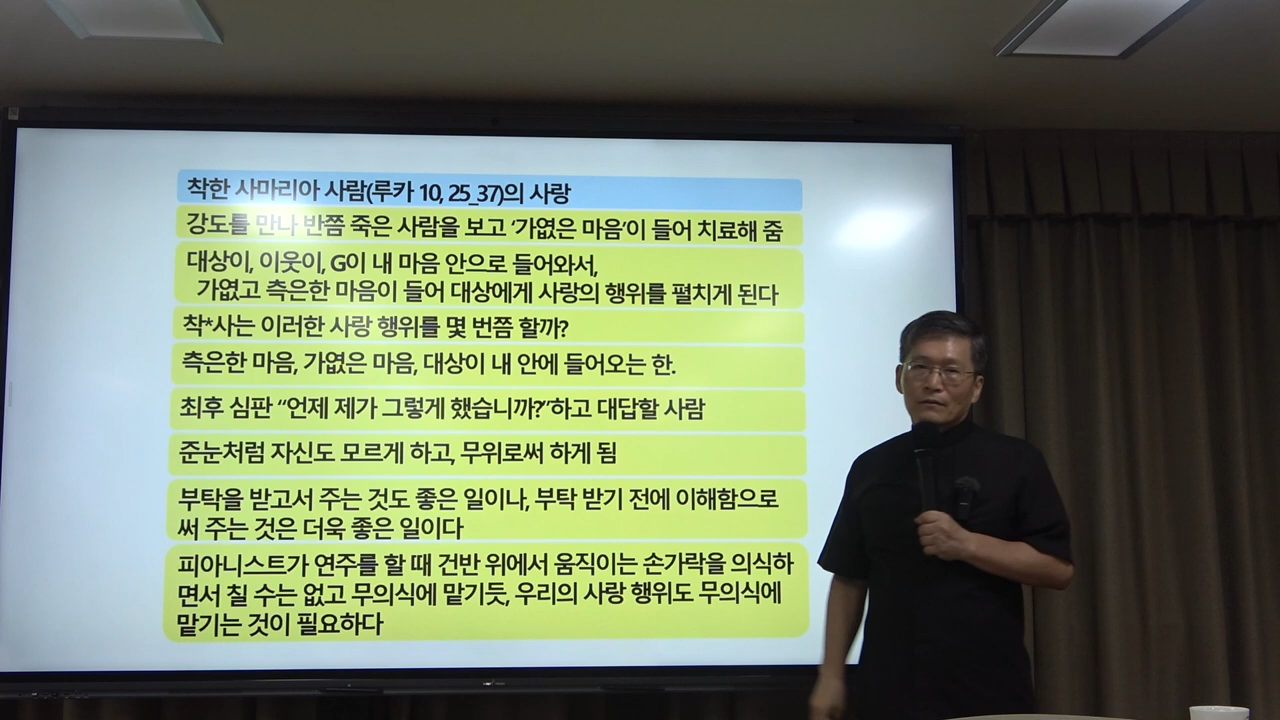 착한 사마리아 사람(루카 10, 25_37)의 사랑
강도를 만나 반쯤 죽은 사람을 보고 ‘가엾은 마음’이 들어 치료해 줌
대상이, 이웃이, G이 내 마음 안으로 들어와서,
가엾고 측은한 마음이 들어 대상에게 사랑의 행위를 펼치게 된다
착*사는 이러한 사랑 행위를 몇 번쯤 할까?
측은한 마음, 가엾은 마음, 대상이 내 안에 들어오는 한.
최후 심판 “언제 제가 그렇게 했습니까?”하고 대답할 사람
준눈처럼 자신도 모르게 하고, 무위로써 하게 됨
부탁을 받고서 주는 것도 좋은 일이나, 부탁 받기 전에 이해함으로
써 주는 것은 더욱 좋은 일이다
피아니스트가 연주를 할 때 건반 위에서 움직이는 손가락을 의식하
면서 칠 수는 없고 무의식에 맡기듯, 우리의 사랑 행위도 무의식에
맡기는 것이 필요하다